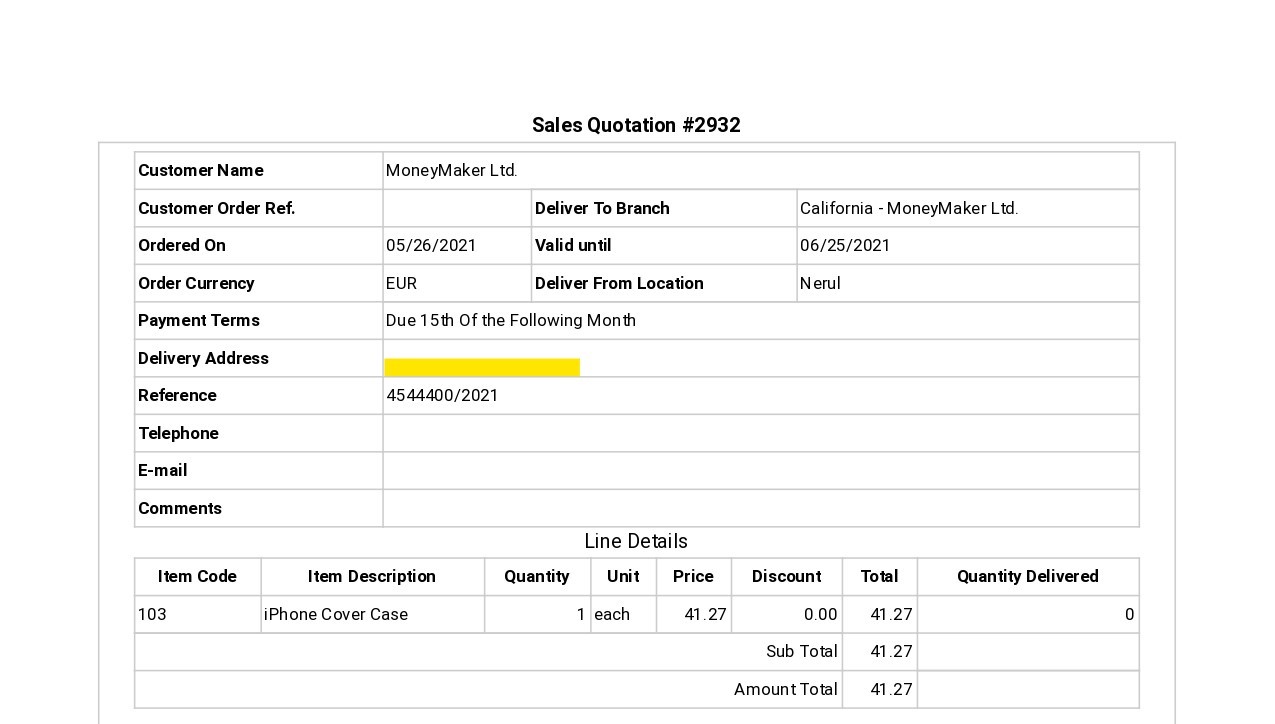 Sales Quotation #2932
Customer Name MoneyMaker Ltd.
Customer Order Ref. Deliver To Branch California - MoneyMaker Ltd.
Ordered On 05/26/2021 Valid until 06/25/2021
Order Currency EUR Deliver From Location Nerul
Payment Terms Due 15th Of the Following Month
Delivery Address
Reference 4544400/2021
Telephone
E-mail
Comments
Line Details
Item Code Item Description Quantity Unit Price Discount Total Quantity Delivered
103 iPhone Cover Case 1 each 41.27 0.00 41.27 0
Sub Total 41.27
Amount Total 41.27